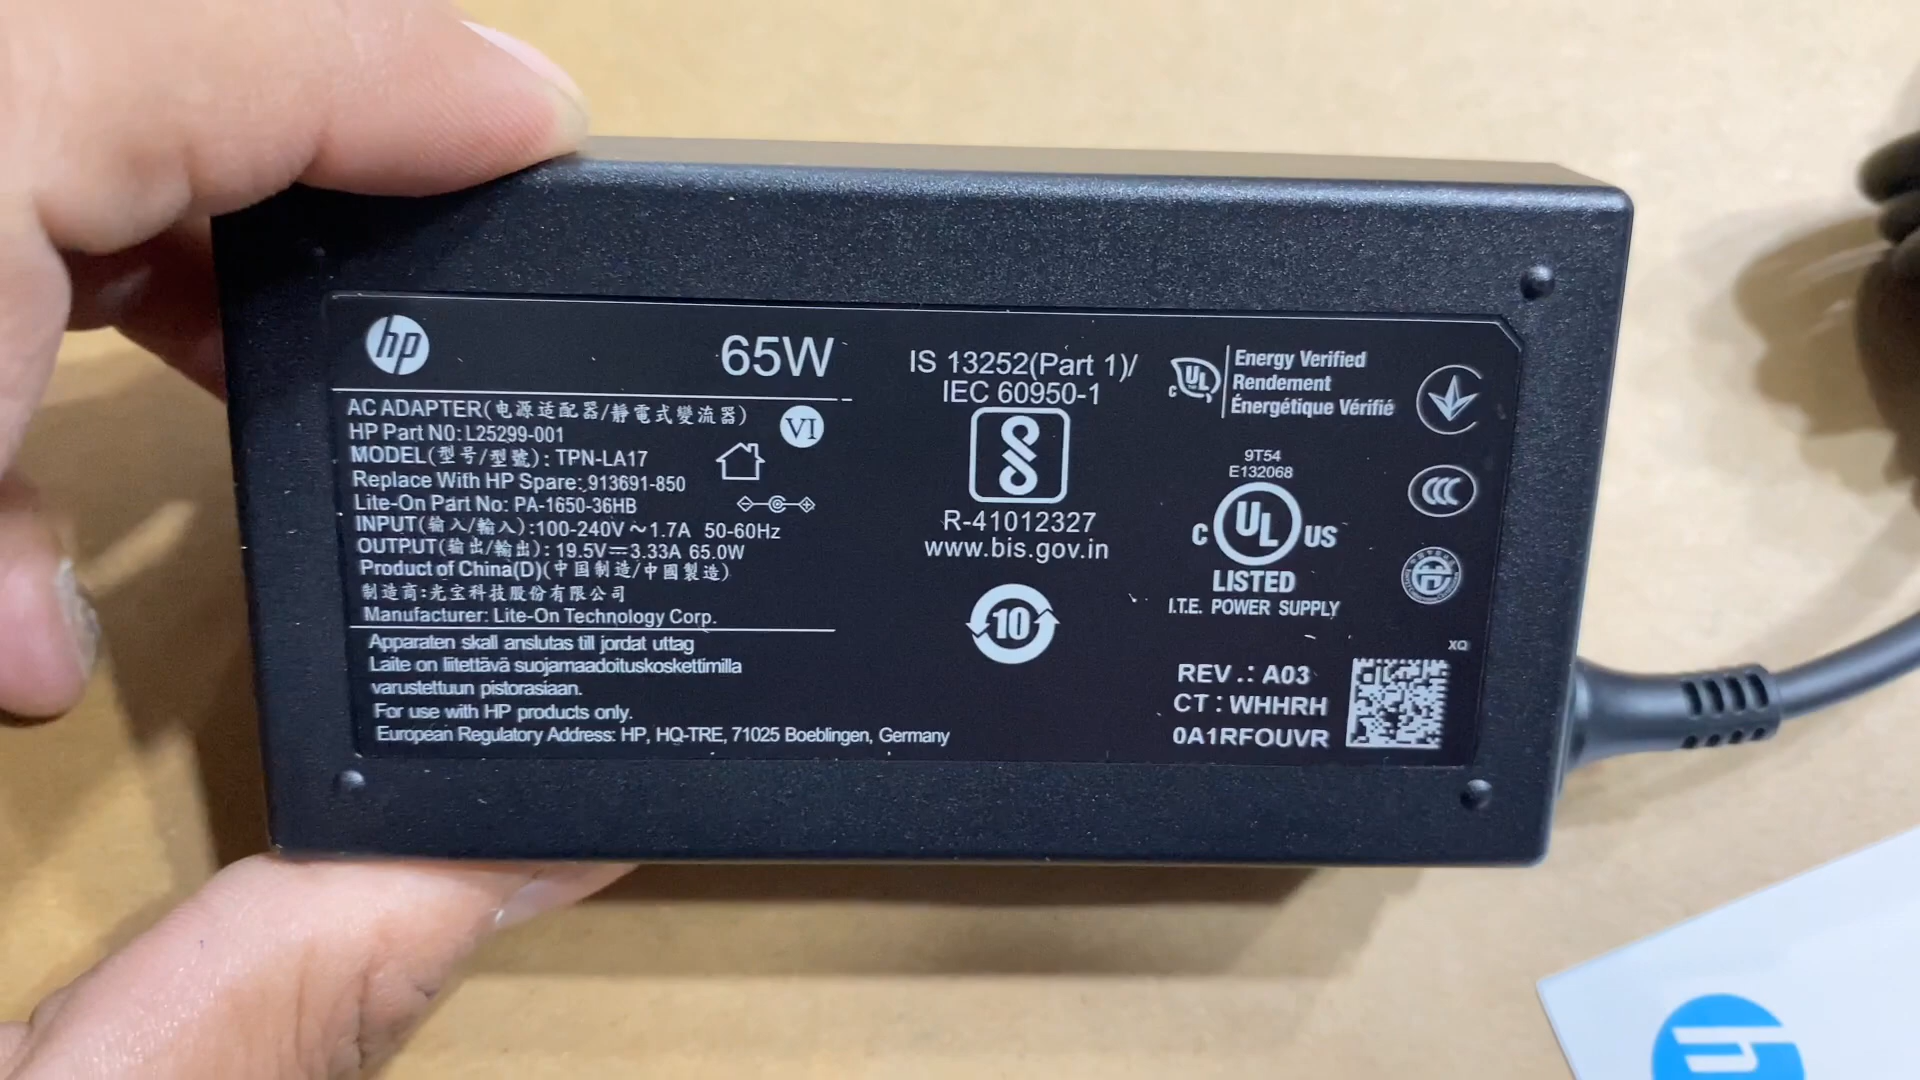 hp
65W
AC ADAPTER(电源适配器/靜電式變流器)
VI
HP Part N0: L25299-001
MODEL(型号/型號): TPN-LA17
Replace With HP Spare: 913691-850
Lite-On Part No: PA-1650-36HB
INPUT(输入/輸入):100-240V~1.7A 50-60Hz
OUTPUT(输出/輸出): 19.5V⎓3.33A 65.0W
Product of China(D)(中国制造/中國製造)
制造商:光宝科技股份有限公司
Manufacturer: Lite-On Technology Corp.
Apparaten skall anslutas till jordat uttag
Laite on liitettävä suojamaadoituskoskettimilla
varustettuun pistorasiaan.
For use with HP products only.
European Regulatory Address: HP, HQ-TRE, 71025 Boeblingen, Germany
IS 13252(Part 1)/
IEC 60950-1
R-41012327
www.bis.gov.in
10
C UL
Energy Verified
Rendement
Énergétique Vérifié
9T54
E132068
C UL US
LISTED
I.T.E. POWER SUPPLY
CCC
XQ
REV.: A03
CT : WHHRH
0A1RFOUVR